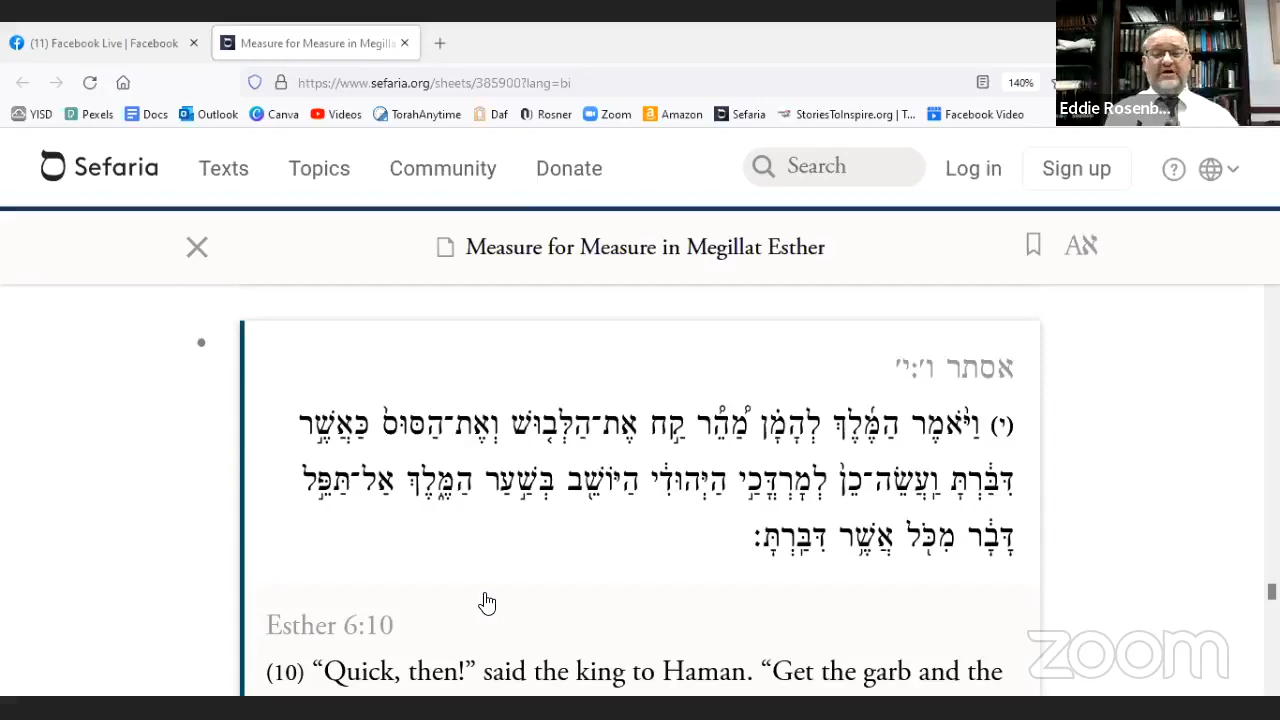 (11) Facebook Live | Facebook
Measure for Measure in Megilla
https://www.sefaria.org/sheets/385900?lang=bi
140%
Eddie Rosenb...
YISD Pexels Docs Outlook Canva Videos TorahAnytime Daf Rosner Zoom Amazon Sefaria StoriesToInspire.org | T... Facebook Video
Sefaria Texts Topics Community Donate Search Log in Sign up
Measure for Measure in Megillat Esther
אA
אסתר ו׳:י׳
(י) וַיֹּ֨אמֶר הַמֶּ֜לֶךְ לְהָמָ֗ן מַ֠הֵ֠ר קַ֣ח אֶת־הַלְּב֤וּשׁ וְאֶת־הַסּוּס֙ כַּאֲשֶׁ֣ר
דִּבַּ֔רְתָּ וַֽעֲשֵׂה־כֵן֙ לְמׇרְדֳּכַ֣י הַיְּהוּדִ֔י הַיּוֹשֵׁ֖ב בְּשַׁ֣עַר הַמֶּ֑לֶךְ אַל־תַּפֵּ֣ל
דָּבָ֔ר מִכֹּ֖ל אֲשֶׁ֥ר דִּבַּֽרְתָּ׃
Esther 6:10
(10) “Quick, then!” said the king to Haman. “Get the garb and the
zoom